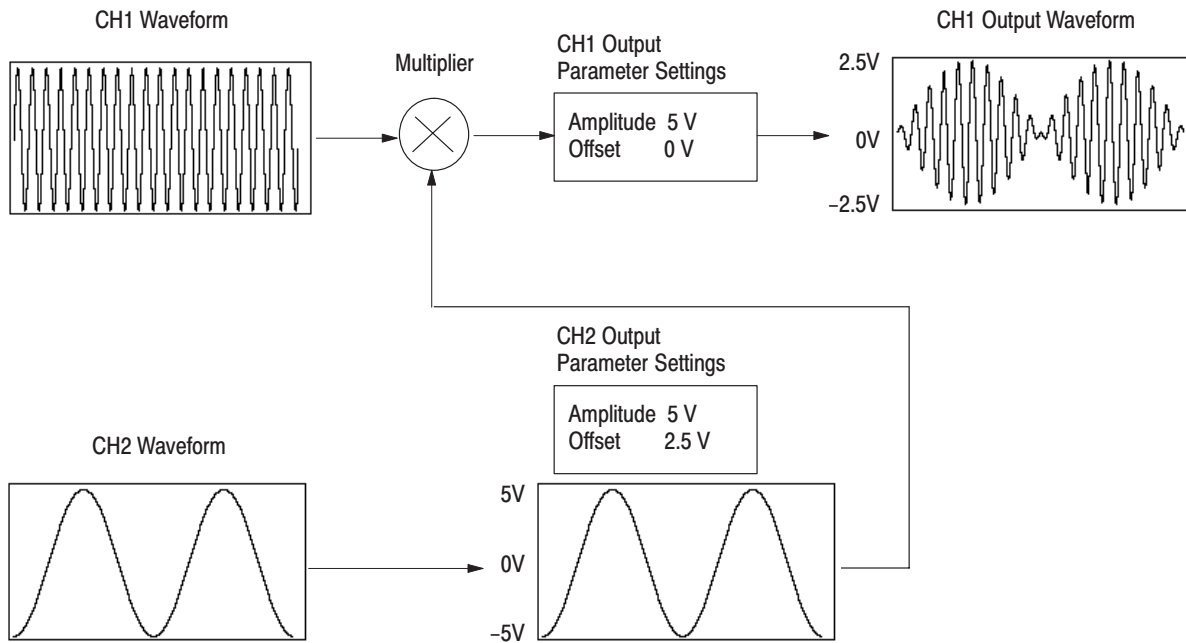 CH1 Waveform
Multiplier
CH1 Output
Parameter Settings
Amplitude 5 V
Offset 0 V
CH1 Output Waveform
2.5V
0V
–2.5V
CH2 Output
Parameter Settings
Amplitude 5 V
Offset 2.5 V
CH2 Waveform
5V
0V
–5V